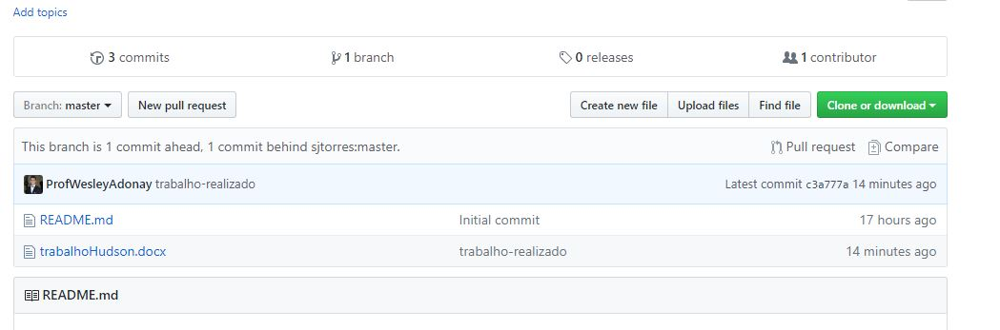 Add topics
3 commits 1 branch 0 releases 1 contributor
Branch: master New pull request Create new file Upload files Find file Clone or download
This branch is 1 commit ahead, 1 commit behind sjtorres:master. Pull request Compare
ProfWesleyAdonay trabalho-realizado Latest commit c3a777a 14 minutes ago
README.md Initial commit 17 hours ago
trabalhoHudson.docx trabalho-realizado 14 minutes ago
README.md